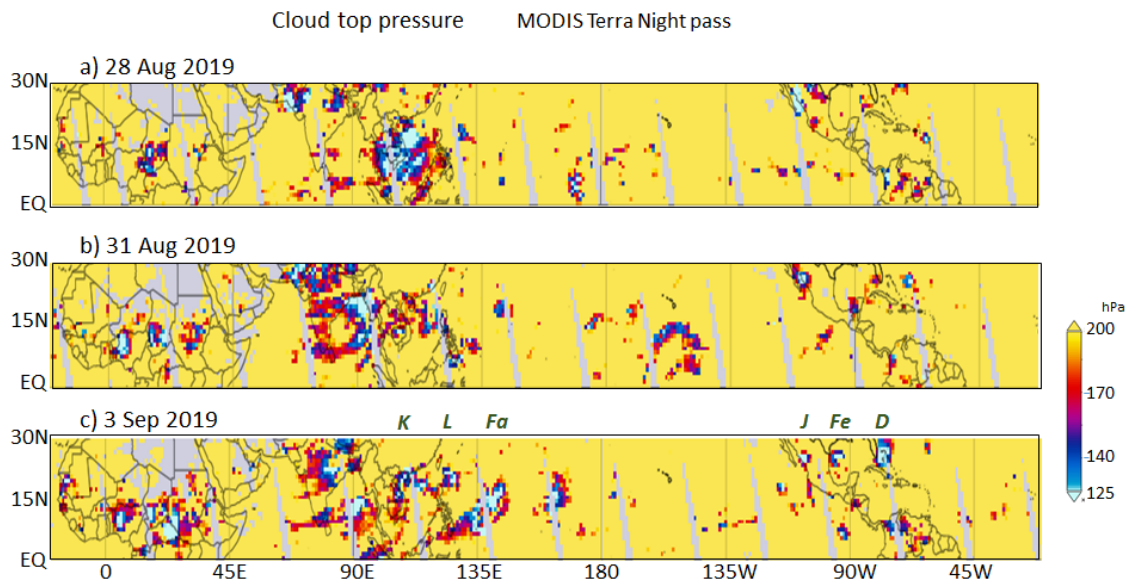 Cloud top pressure MODIS Terra Night pass
a) 28 Aug 2019
30N
15N
EQ
b) 31 Aug 2019
30N
15N
EQ
hPa
200
170
140
125
c) 3 Sep 2019 K L Fa J Fe D
30N
15N
EQ
0 45E 90E 135E 180 135W 90W 45W